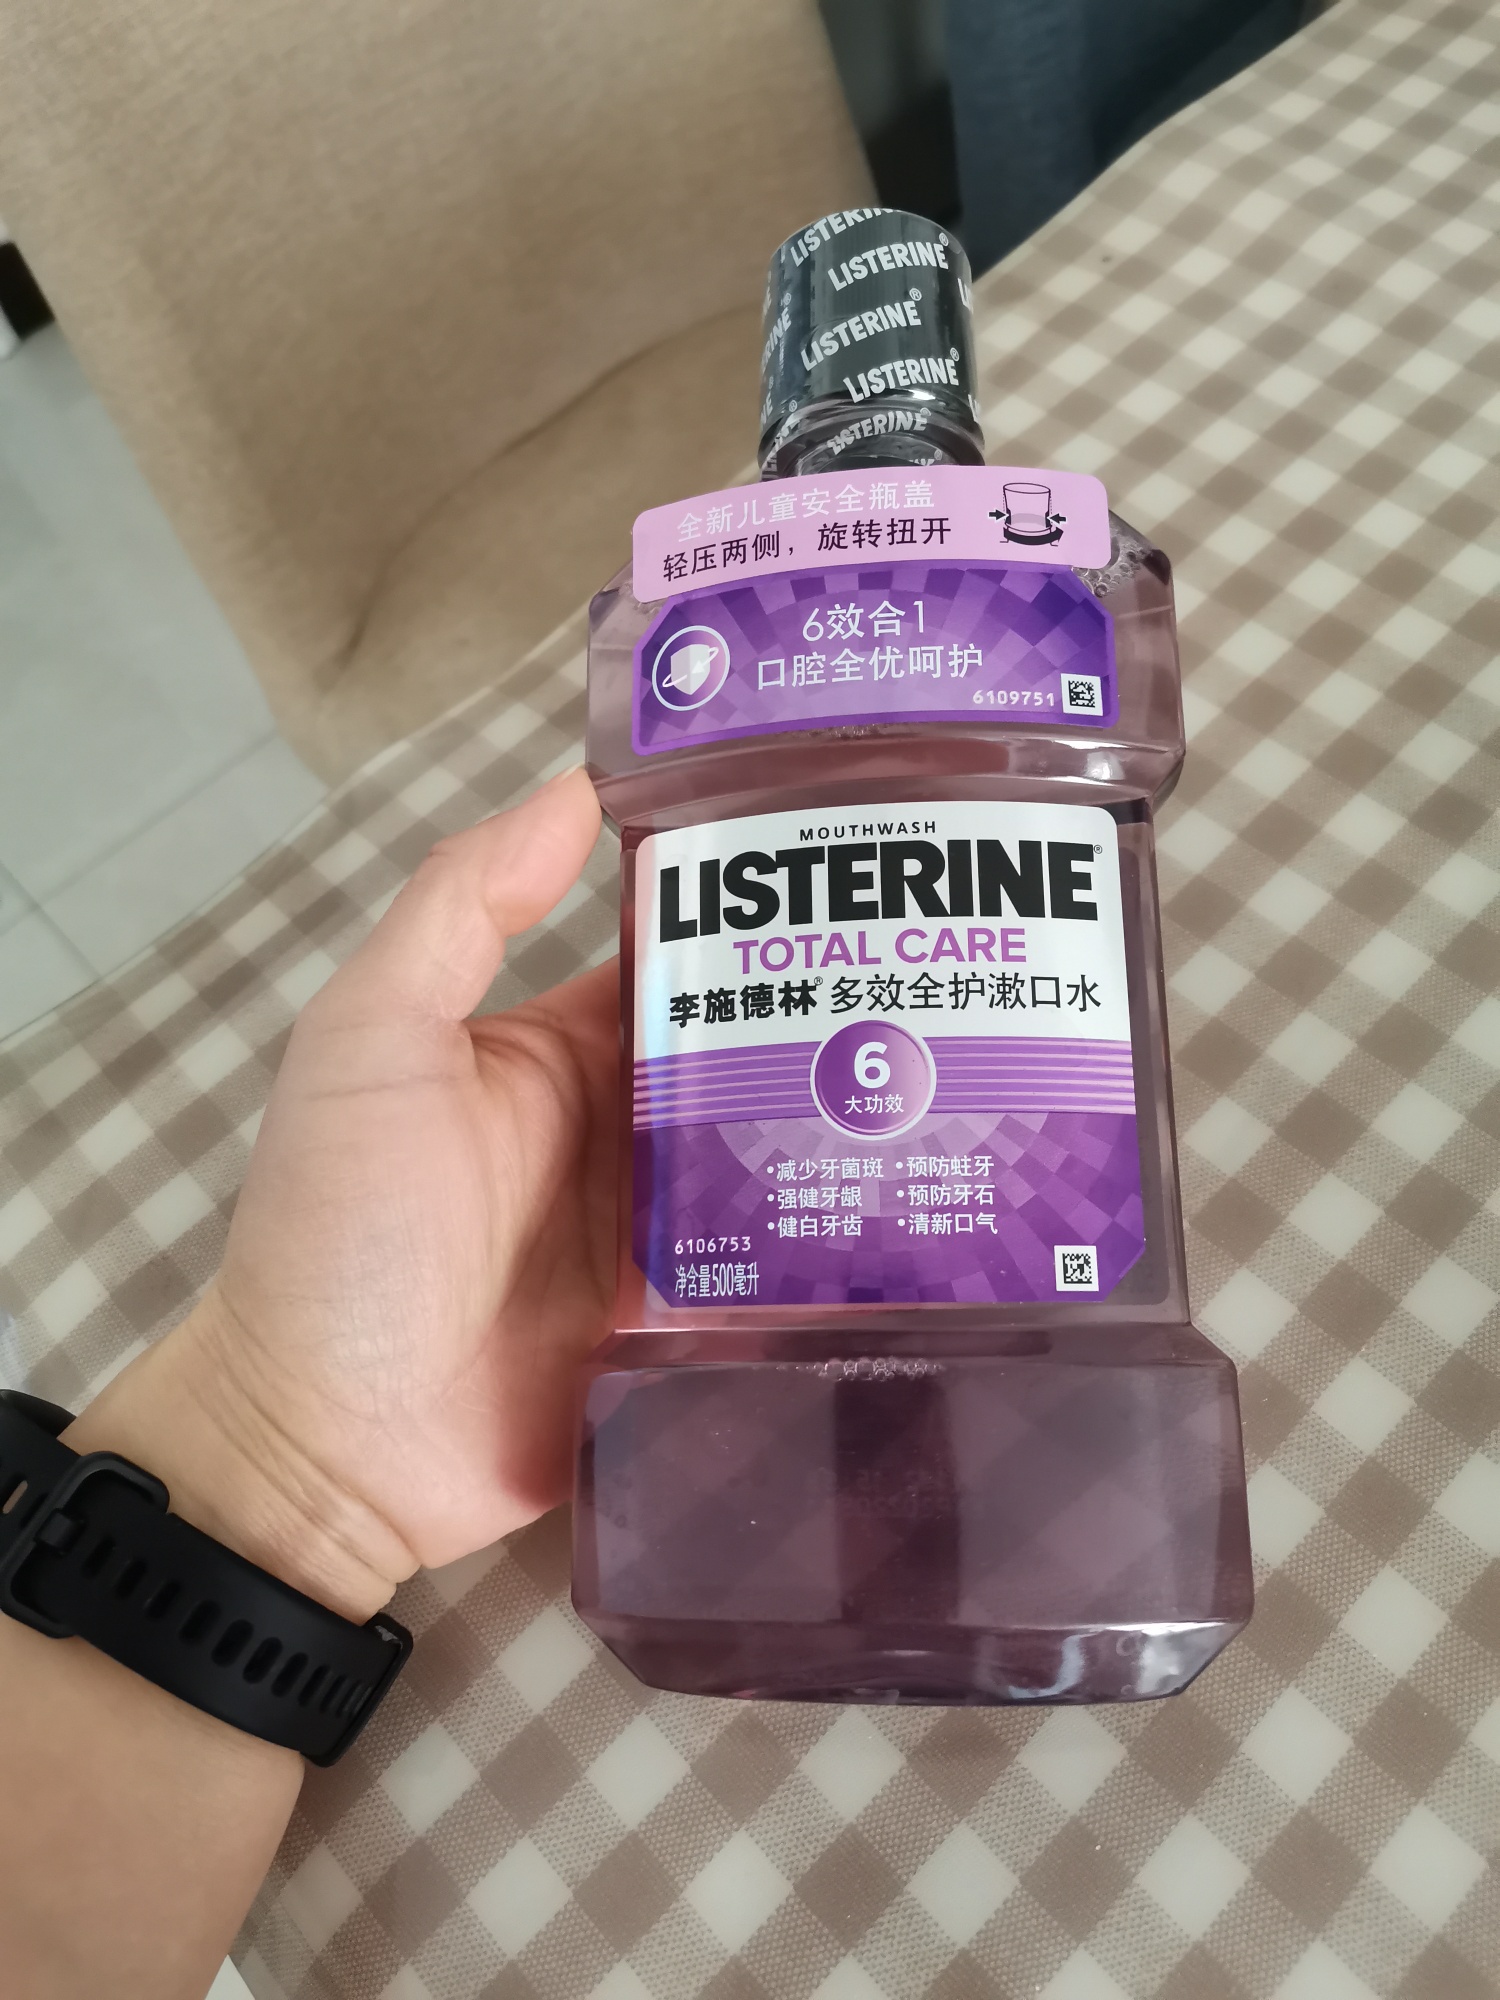 LISTERINE
LISTERINE®
LISTERINE®
LISTERINE®
LISTERINE®
全新儿童安全瓶盖
轻压两侧，旋转扭开
6效合1
口腔全优呵护
6109751
MOUTHWASH
LISTERINE®
TOTAL CARE
李施德林®多效全护漱口水
6
大功效
•减少牙菌斑 •预防蛀牙
•强健牙龈 •预防牙石
•健白牙齿 •清新口气
6106753
净含量500毫升